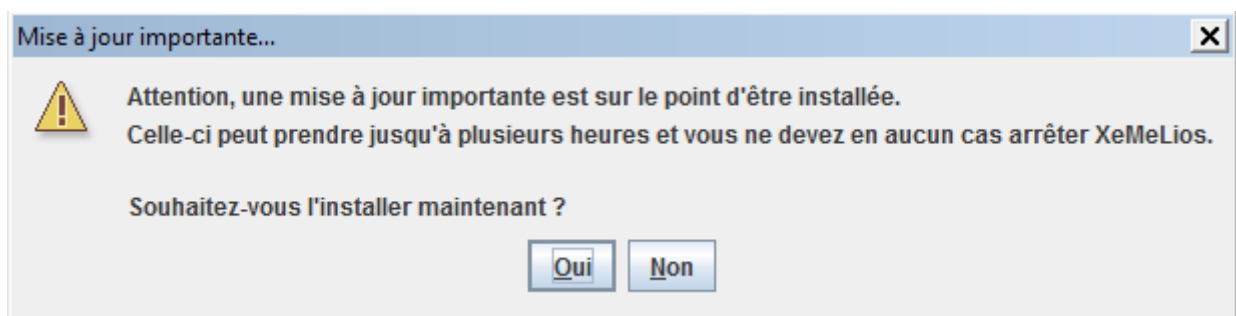 Mise à jour importante...
Attention, une mise à jour importante est sur le point d'être installée.
Celle-ci peut prendre jusqu'à plusieurs heures et vous ne devez en aucun cas arrêter XeMeLios.
Souhaitez-vous l'installer maintenant ?
Oui Non